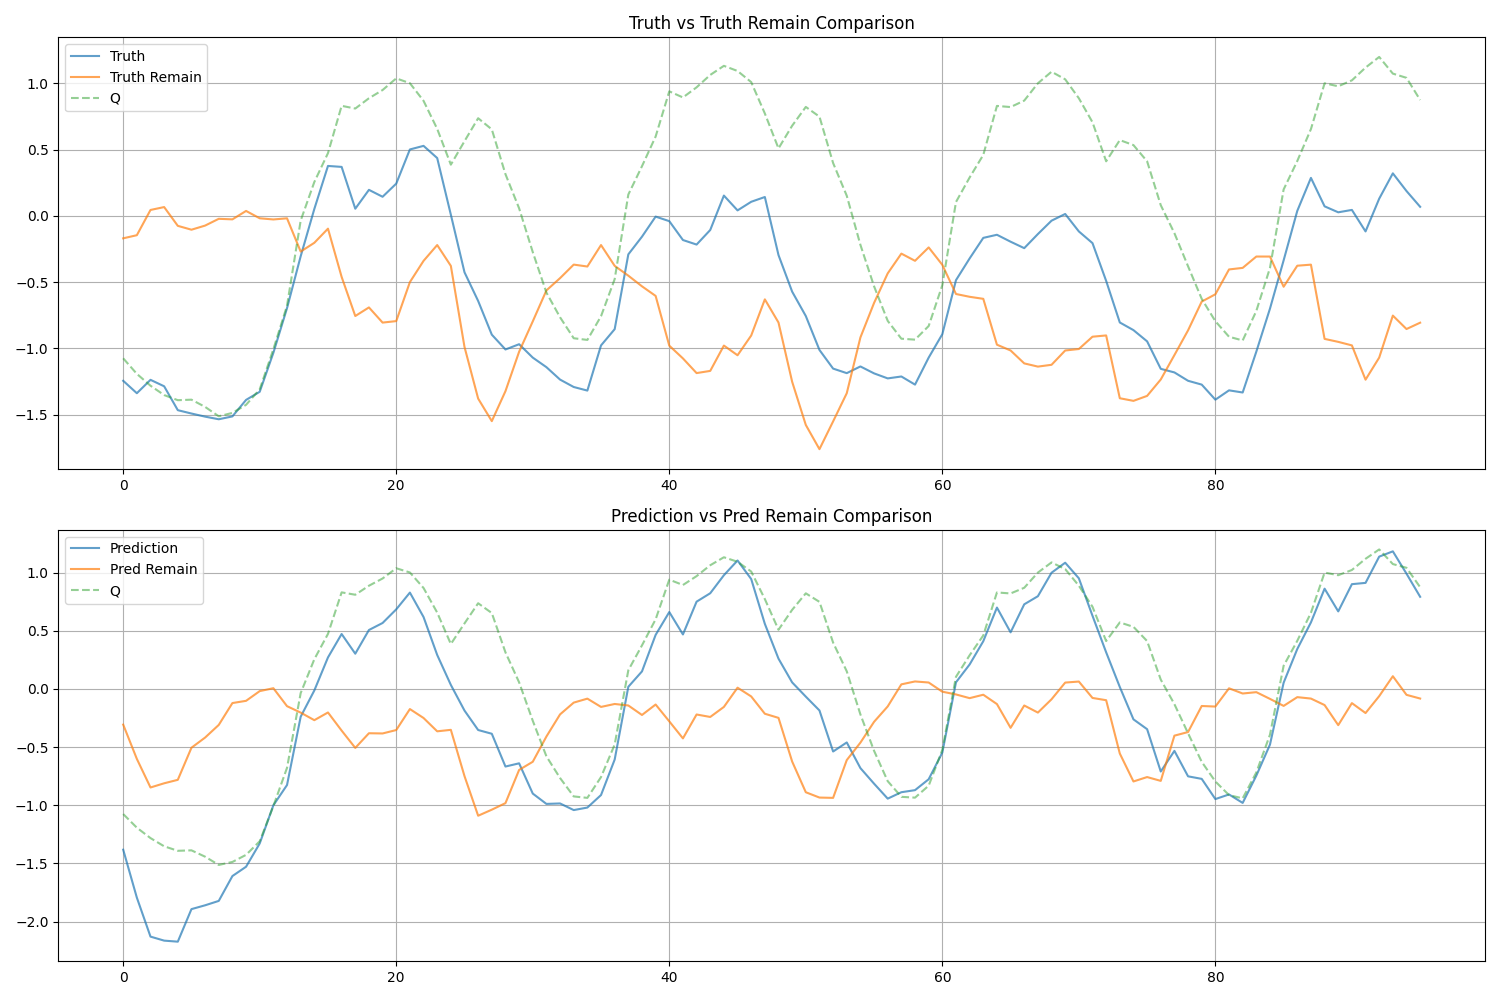 Truth vs Truth Remain Comparison
Truth
Truth Remain
Q
1.0
0.5
0.0
−0.5
−1.0
−1.5
0 20 40 60 80
Prediction vs Pred Remain Comparison
Prediction
Pred Remain
Q
1.0
0.5
0.0
−0.5
−1.0
−1.5
−2.0
0 20 40 60 80